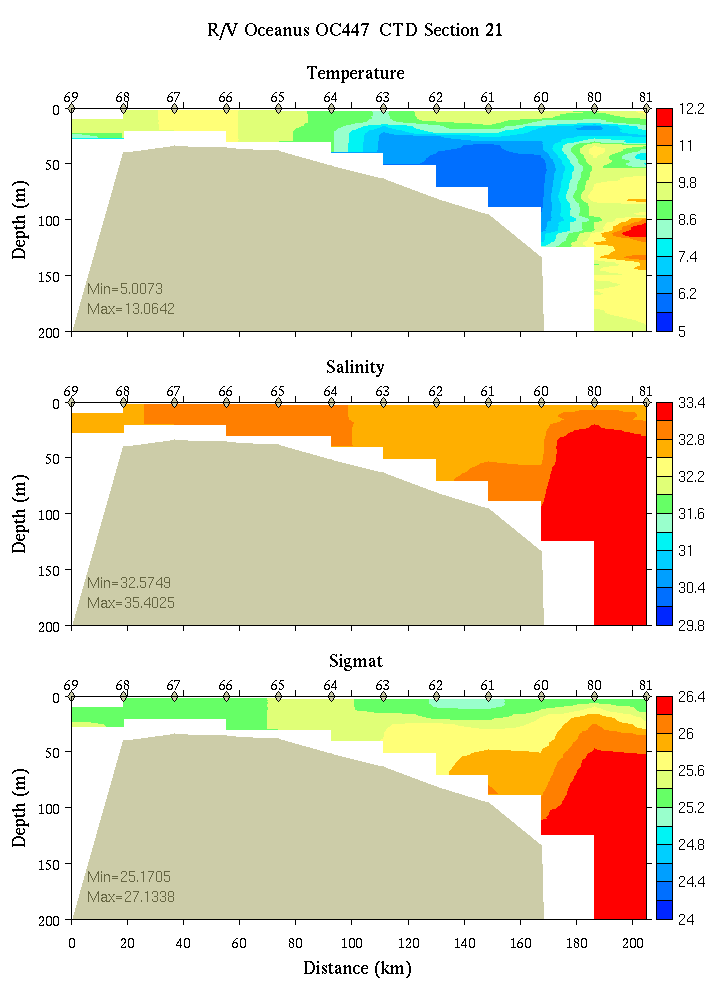 R/V Oceanus OC447 CTD Section 21
Temperature
69 68 67 66 65 64 63 62 61 60 80 81
0
50
100
150
200
Depth (m)
Min=5.0073
Max=13.0642
12.2
11
9.8
8.6
7.4
6.2
5
Salinity
69 68 67 66 65 64 63 62 61 60 80 81
0
50
100
150
200
Depth (m)
Min=32.5749
Max=35.4025
33.4
32.8
32.2
31.6
31
30.4
29.8
Sigmat
69 68 67 66 65 64 63 62 61 60 80 81
0
50
100
150
200
Depth (m)
Min=25.1705
Max=27.1338
26.4
26
25.6
25.2
24.8
24.4
24
0 20 40 60 80 100 120 140 160 180 200
Distance (km)